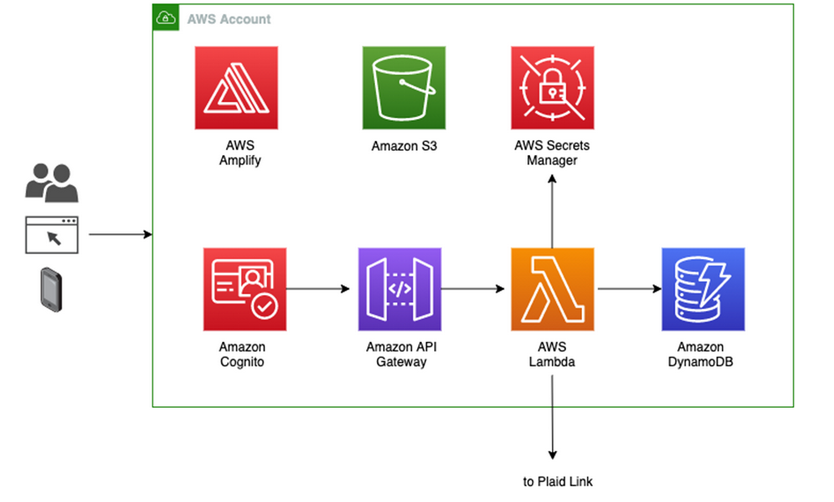 AWS Account
AWS
Amplify
Amazon S3
AWS Secrets
Manager
</>
Amazon
Cognito
Amazon API
Gateway
AWS
Lambda
Amazon
DynamoDB
to Plaid Link